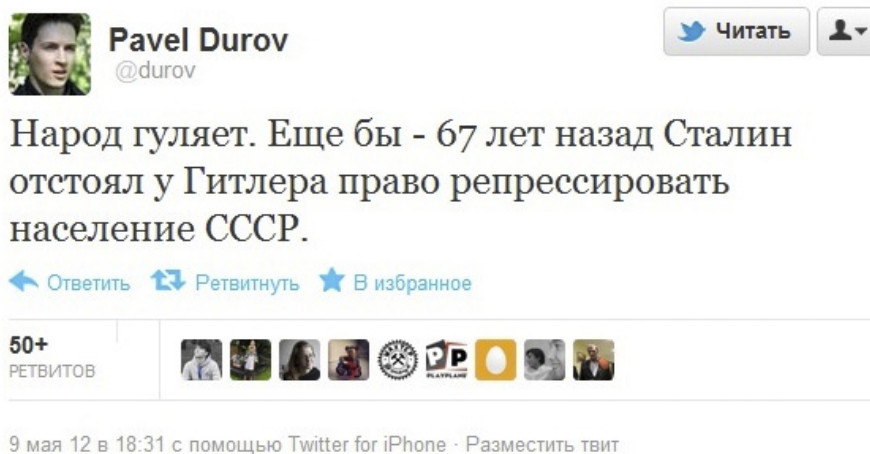 Pavel Durov
Читать
@durov
Народ гуляет. Еще бы - 67 лет назад Сталин
отстоял у Гитлера право репрессировать
население СССР.
Ответить Ретвитнуть В избранное
50+
РЕТВИТОВ
PP
PLAYPLANE
9 мая 12 в 18:31 с помощью Twitter for iPhone · Разместить твит